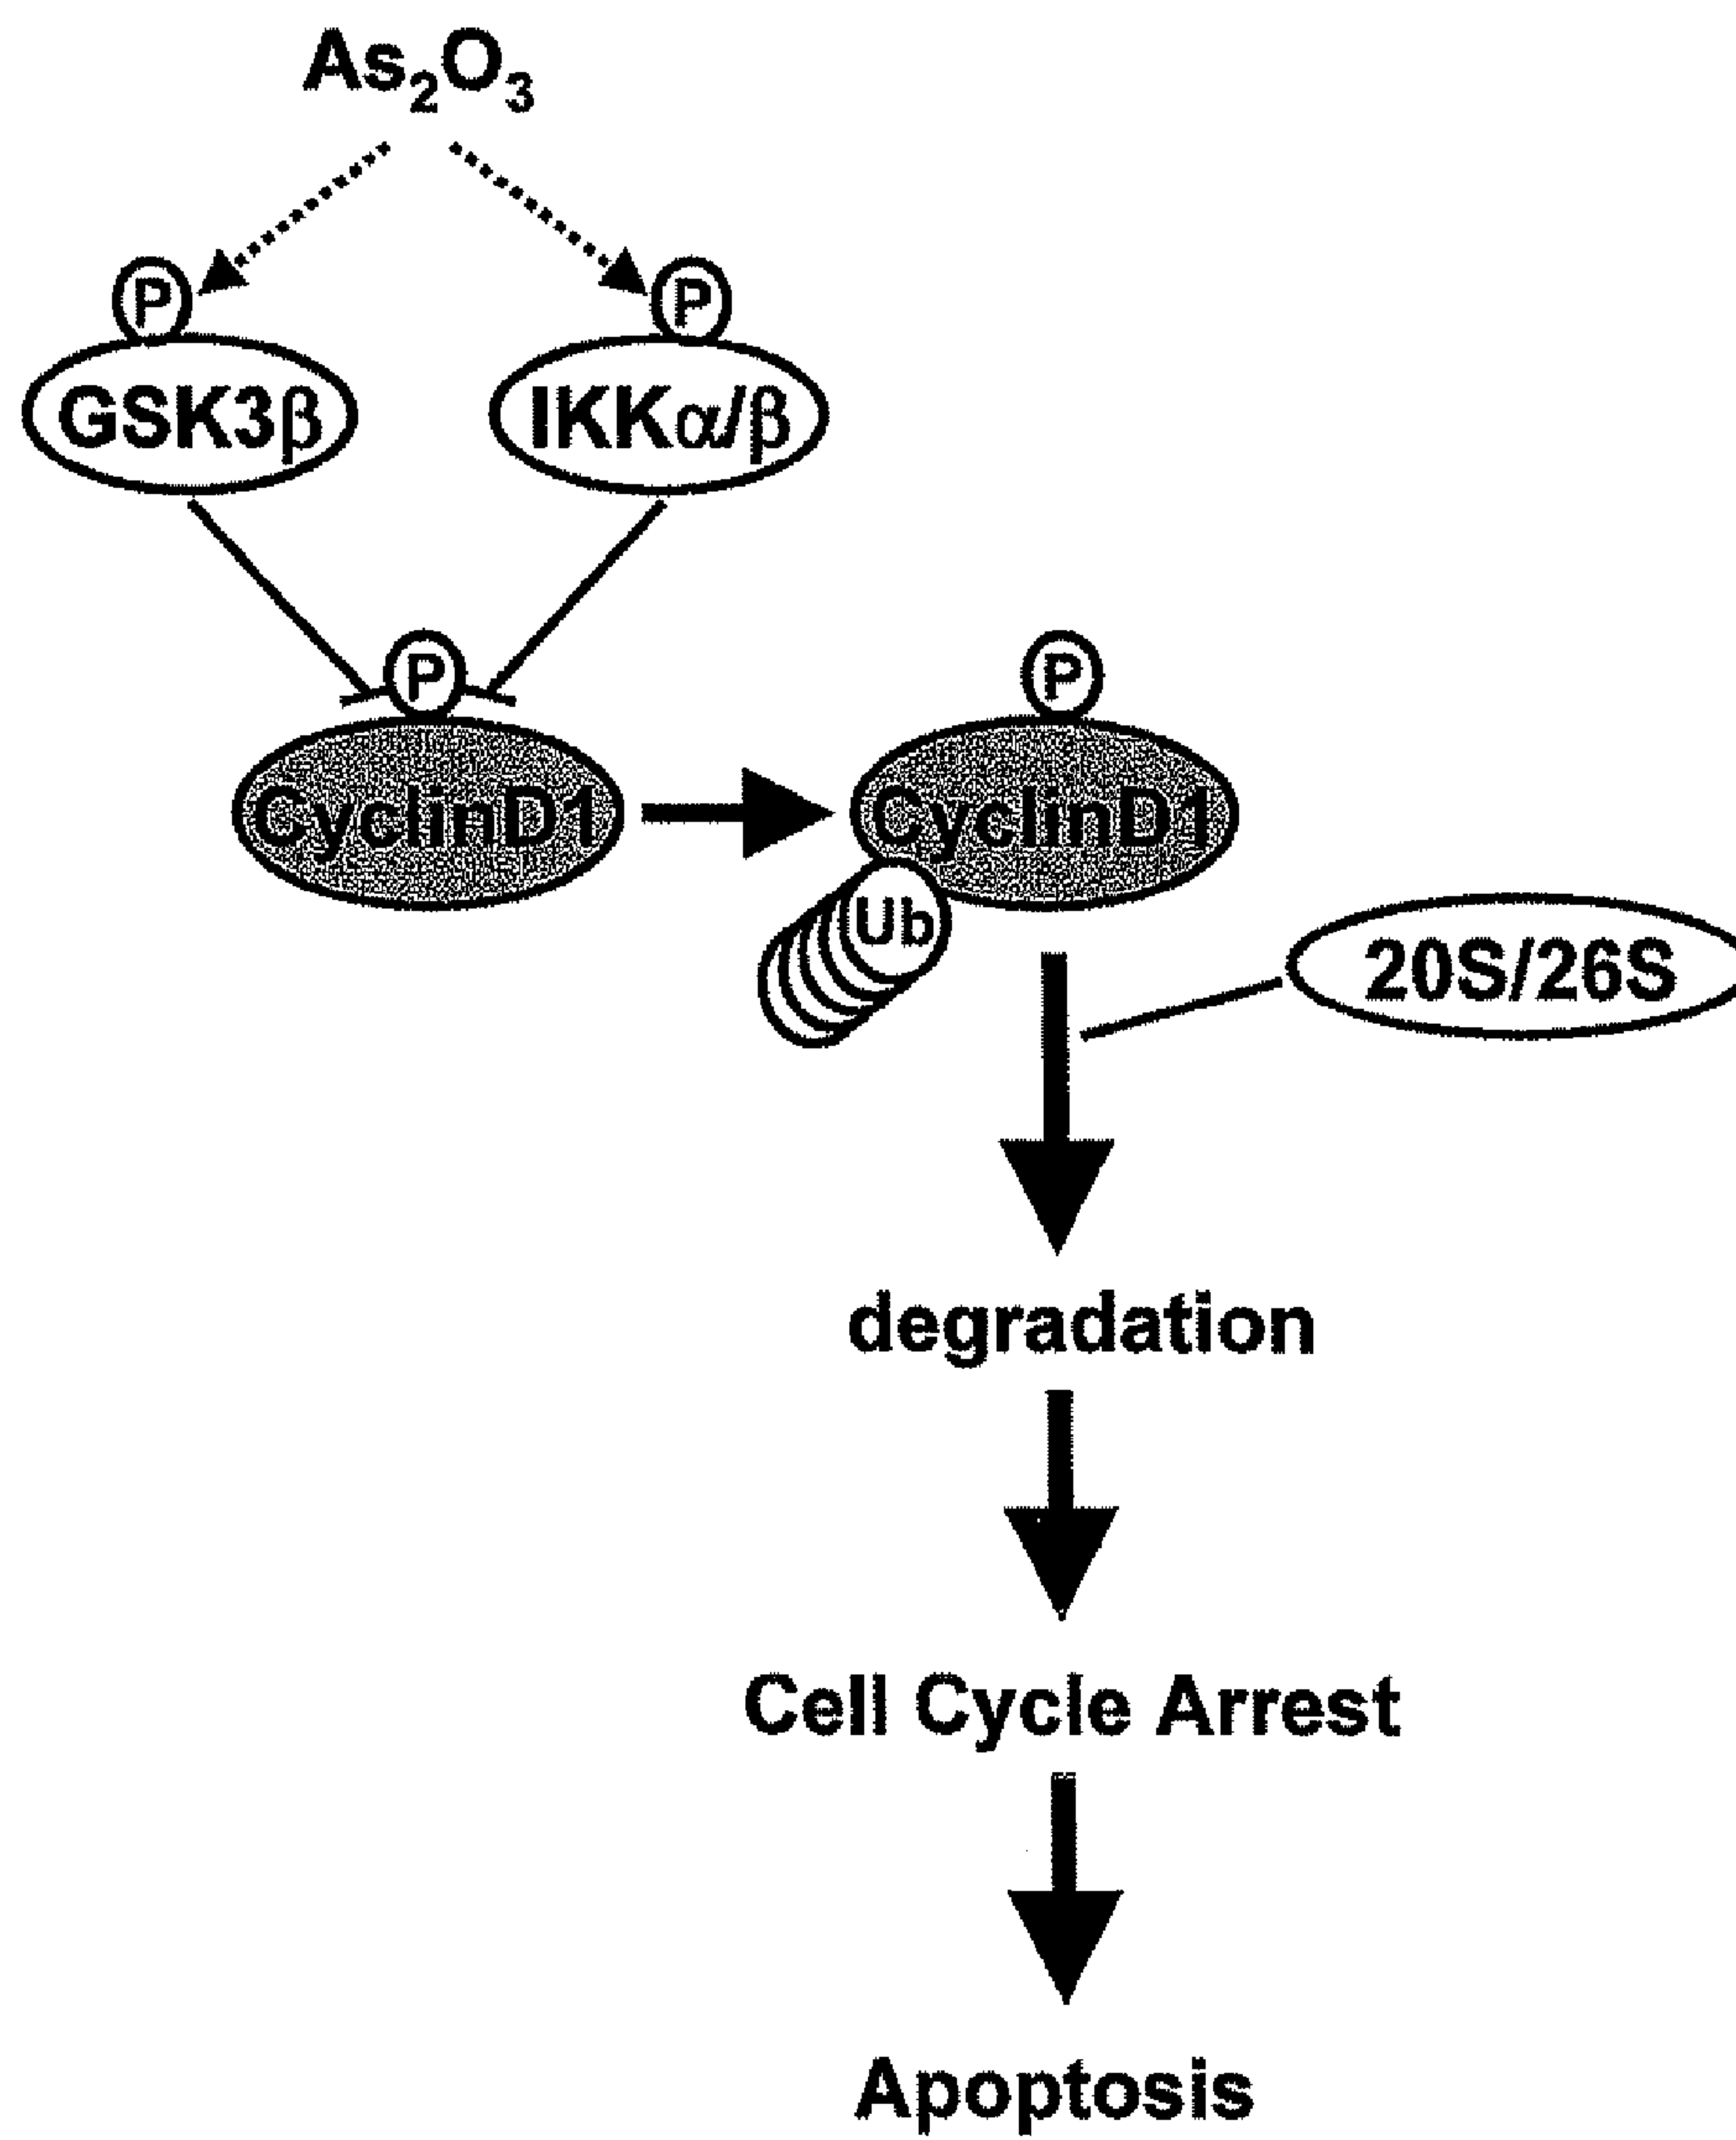 As₂O₃
P P
GSK3β IKKα/β
P P
CyclinD1 CyclinD1
Ub
20S/26S
degradation
Cell Cycle Arrest
Apoptosis